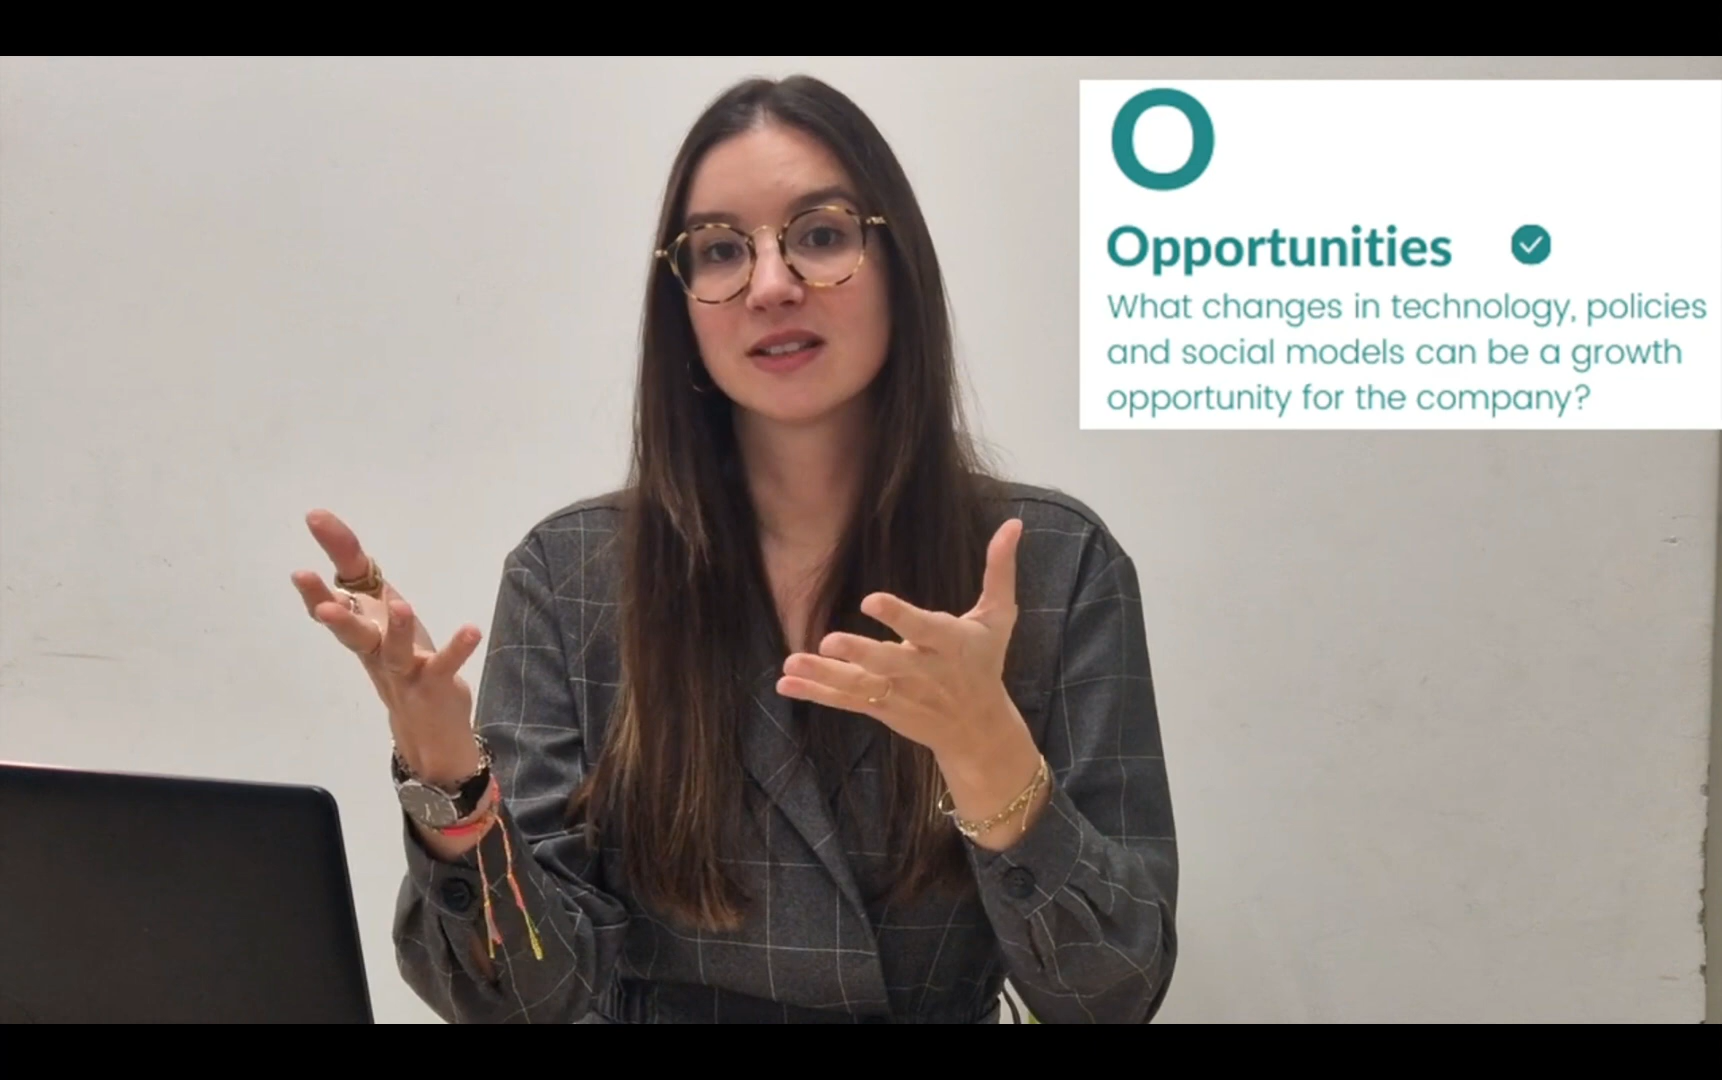 O
Opportunities
What changes in technology, policies
and social models can be a growth
opportunity for the company?